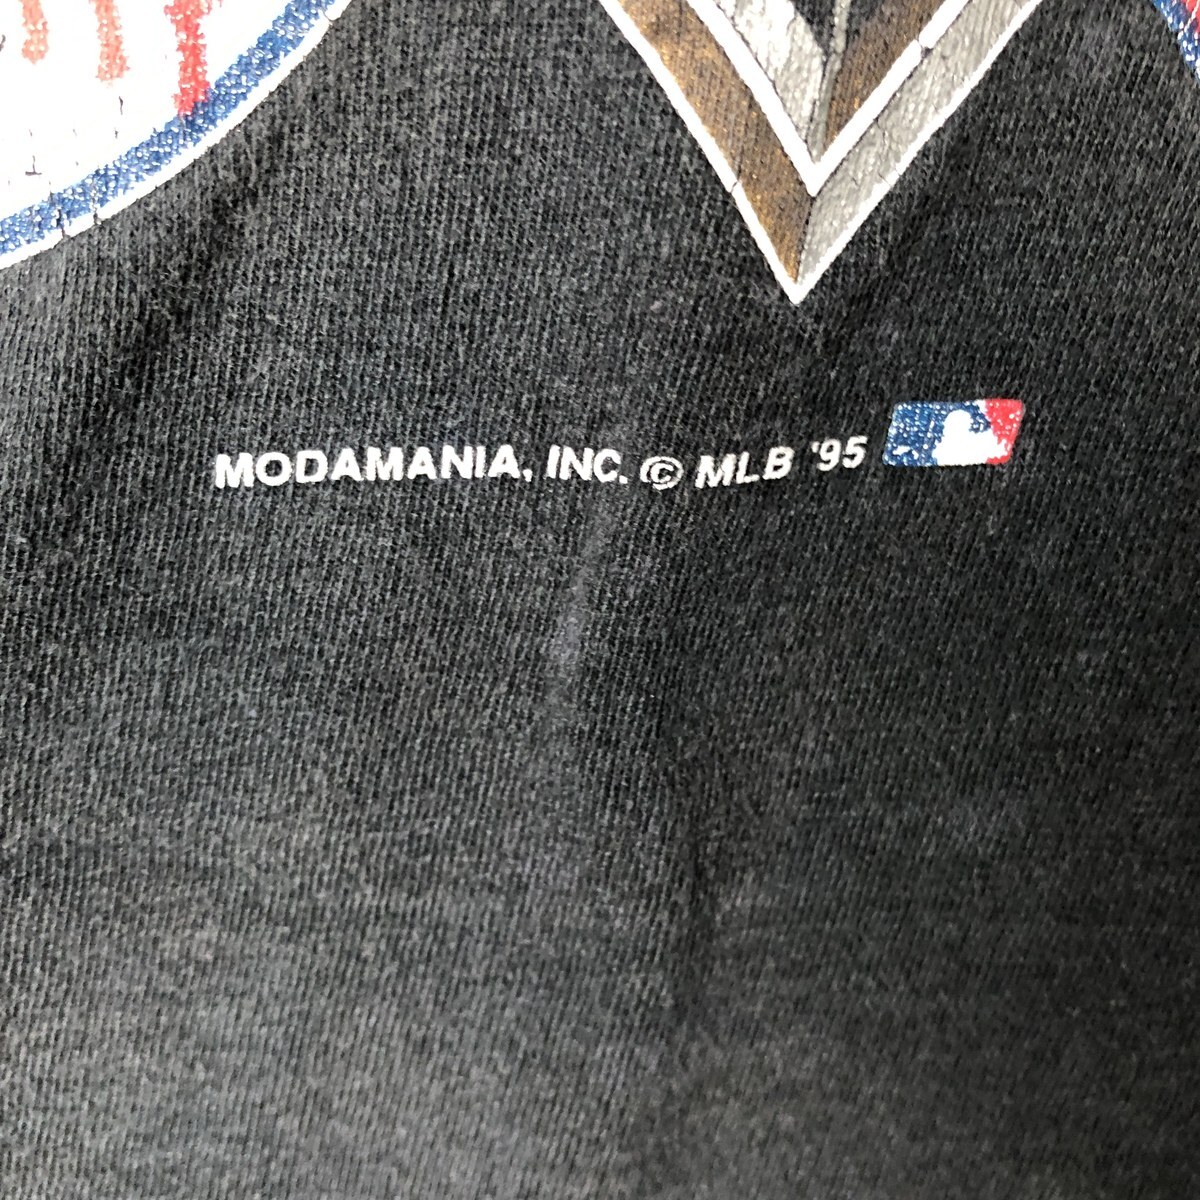 MODAMANIA, INC. © MLB '95